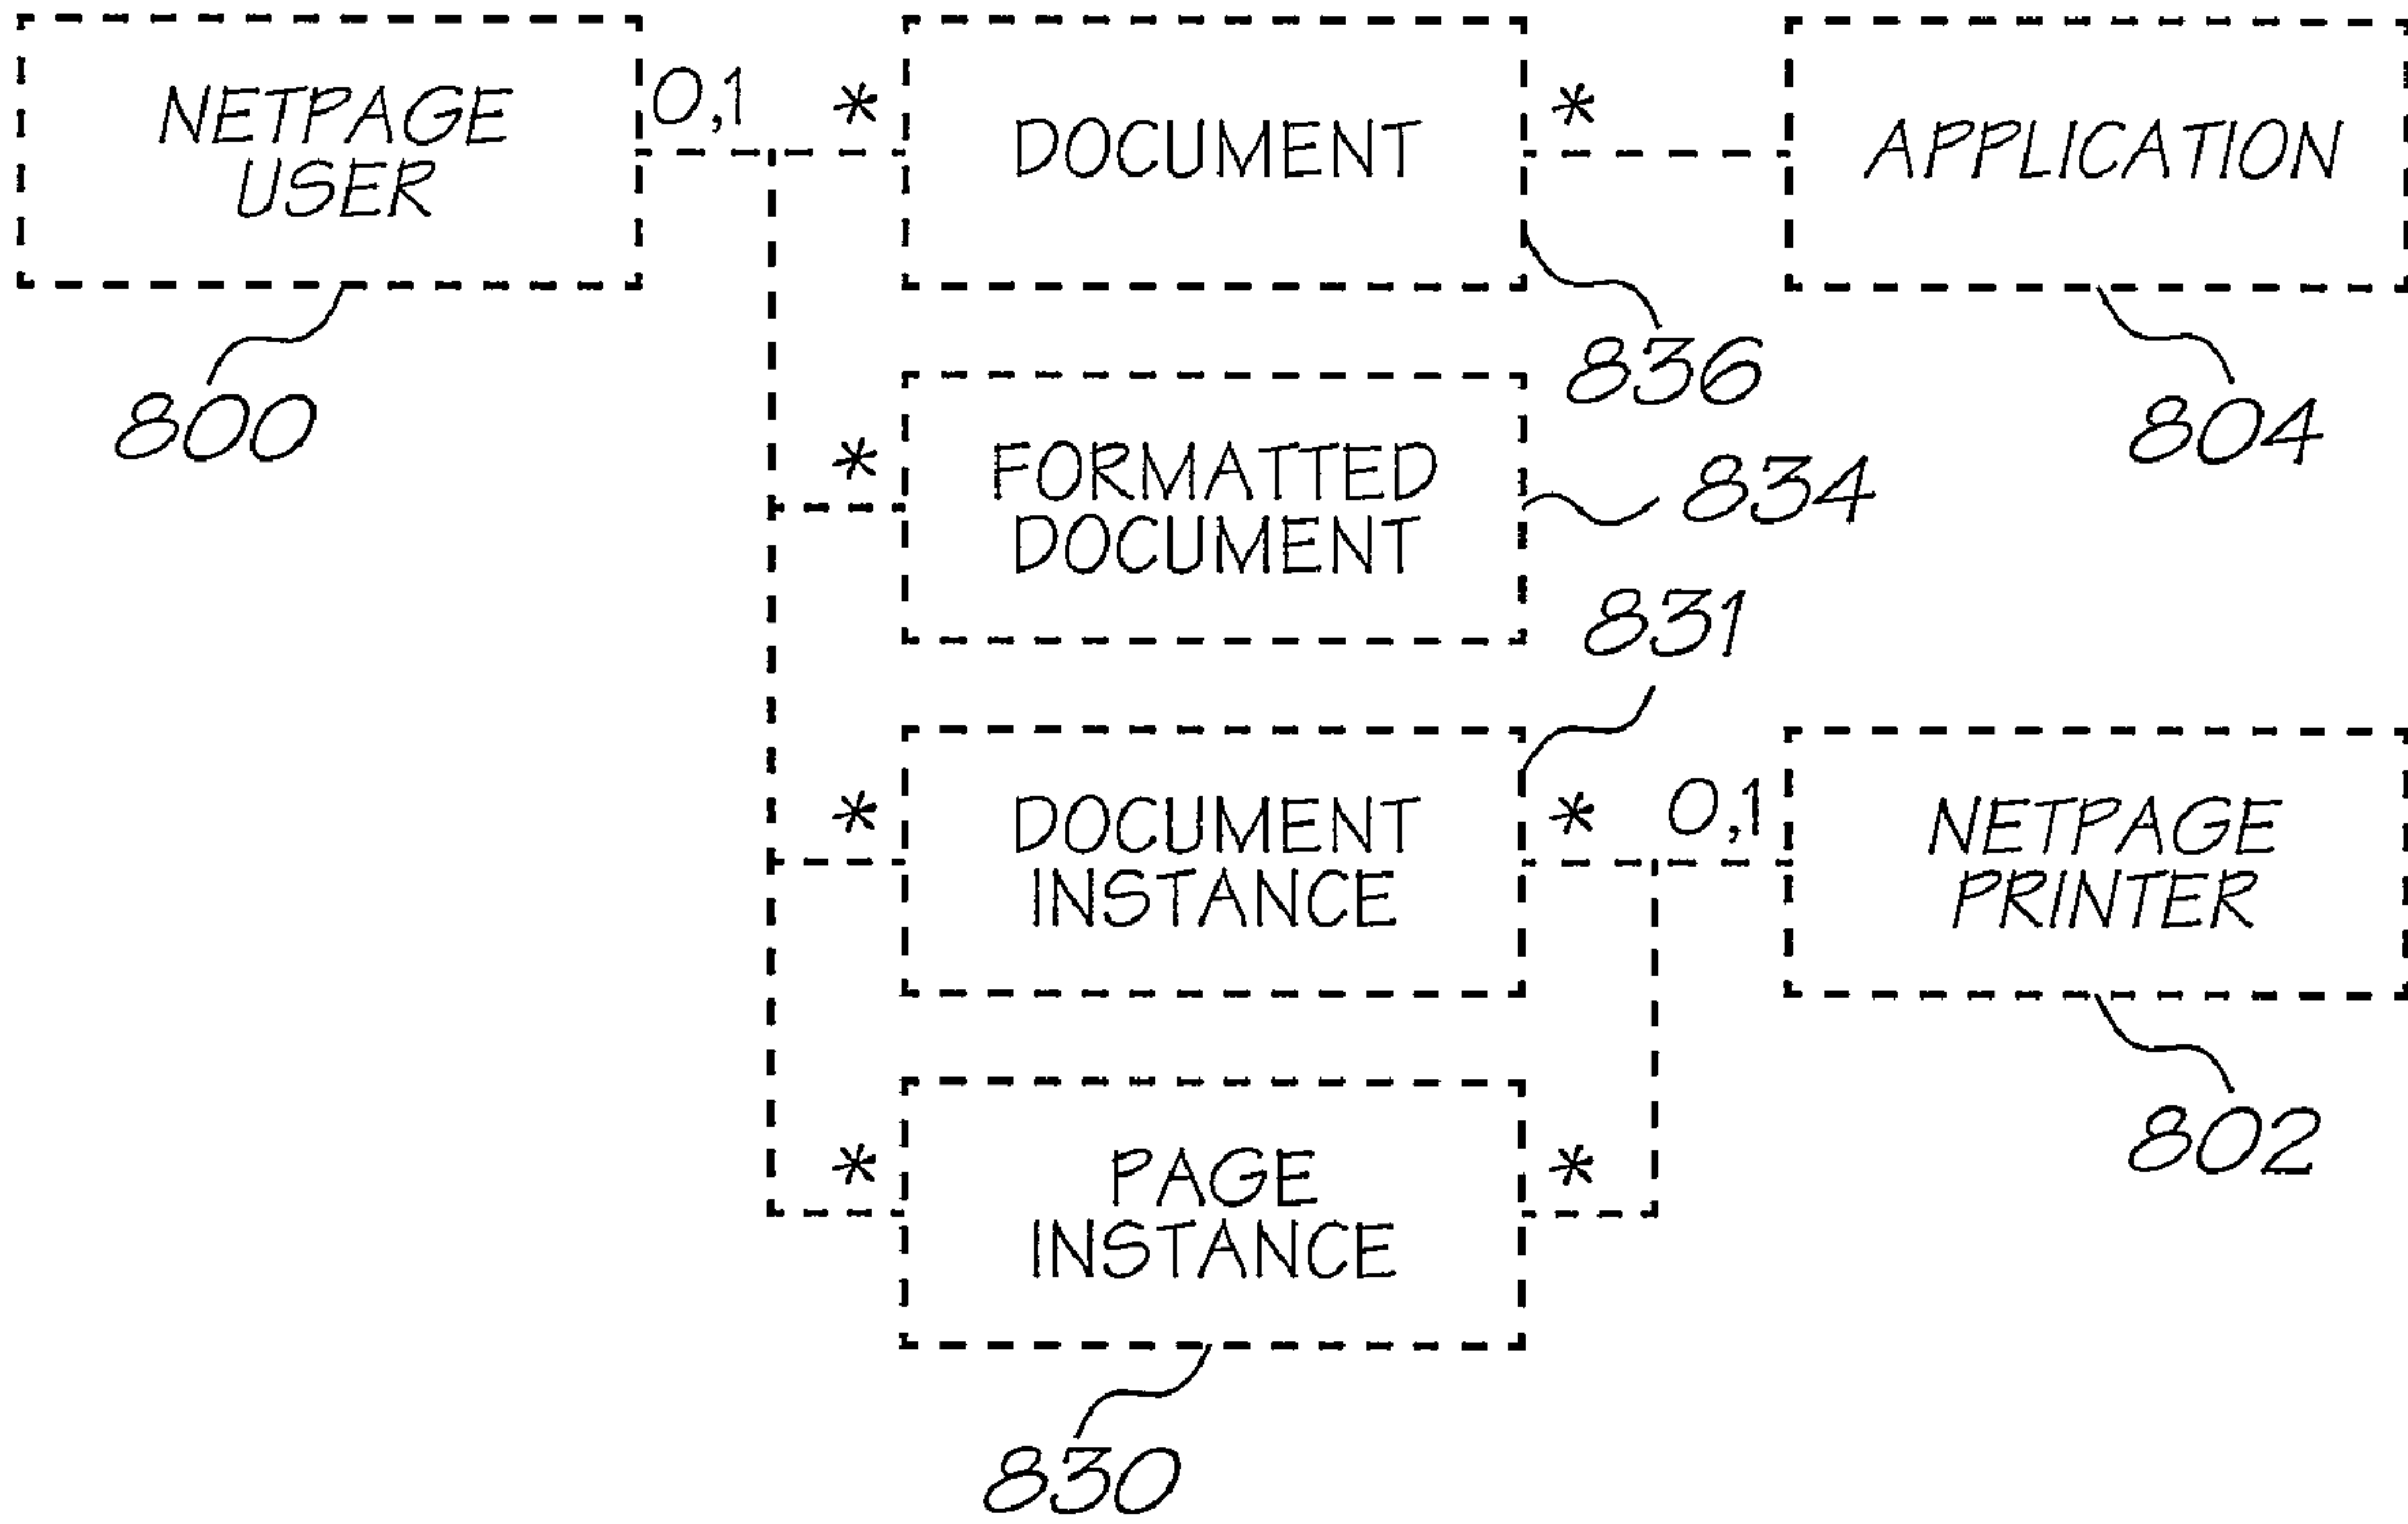 NETPAGE
USER
0,1
*
DOCUMENT
*
APPLICATION
800
836
804
*
FORMATTED
DOCUMENT
834
831
*
DOCUMENT
INSTANCE
*
0,1
NETPAGE
PRINTER
802
*
PAGE
INSTANCE
*
830